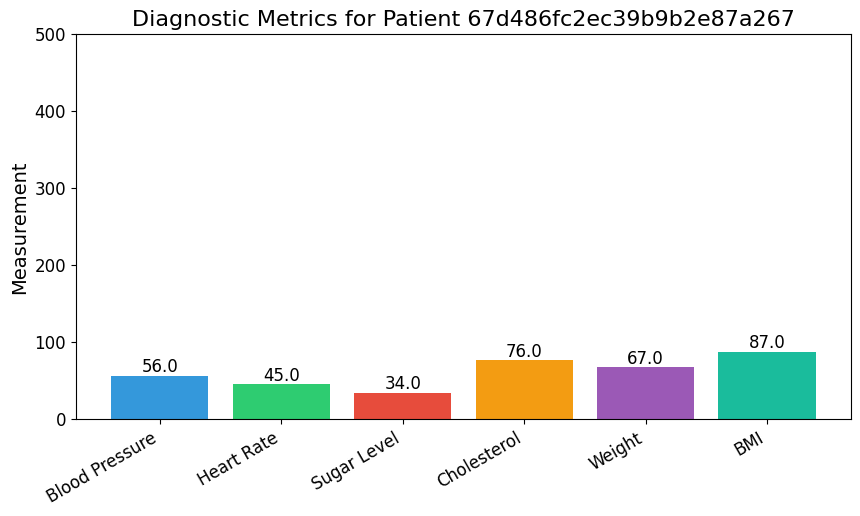 Diagnostic Metrics for Patient 67d486fc2ec39b9b2e87a267
Measurement
500
400
300
200
100
0
56.0
45.0
34.0
76.0
67.0
87.0
Blood Pressure
Heart Rate
Sugar Level
Cholesterol
Weight
BMI